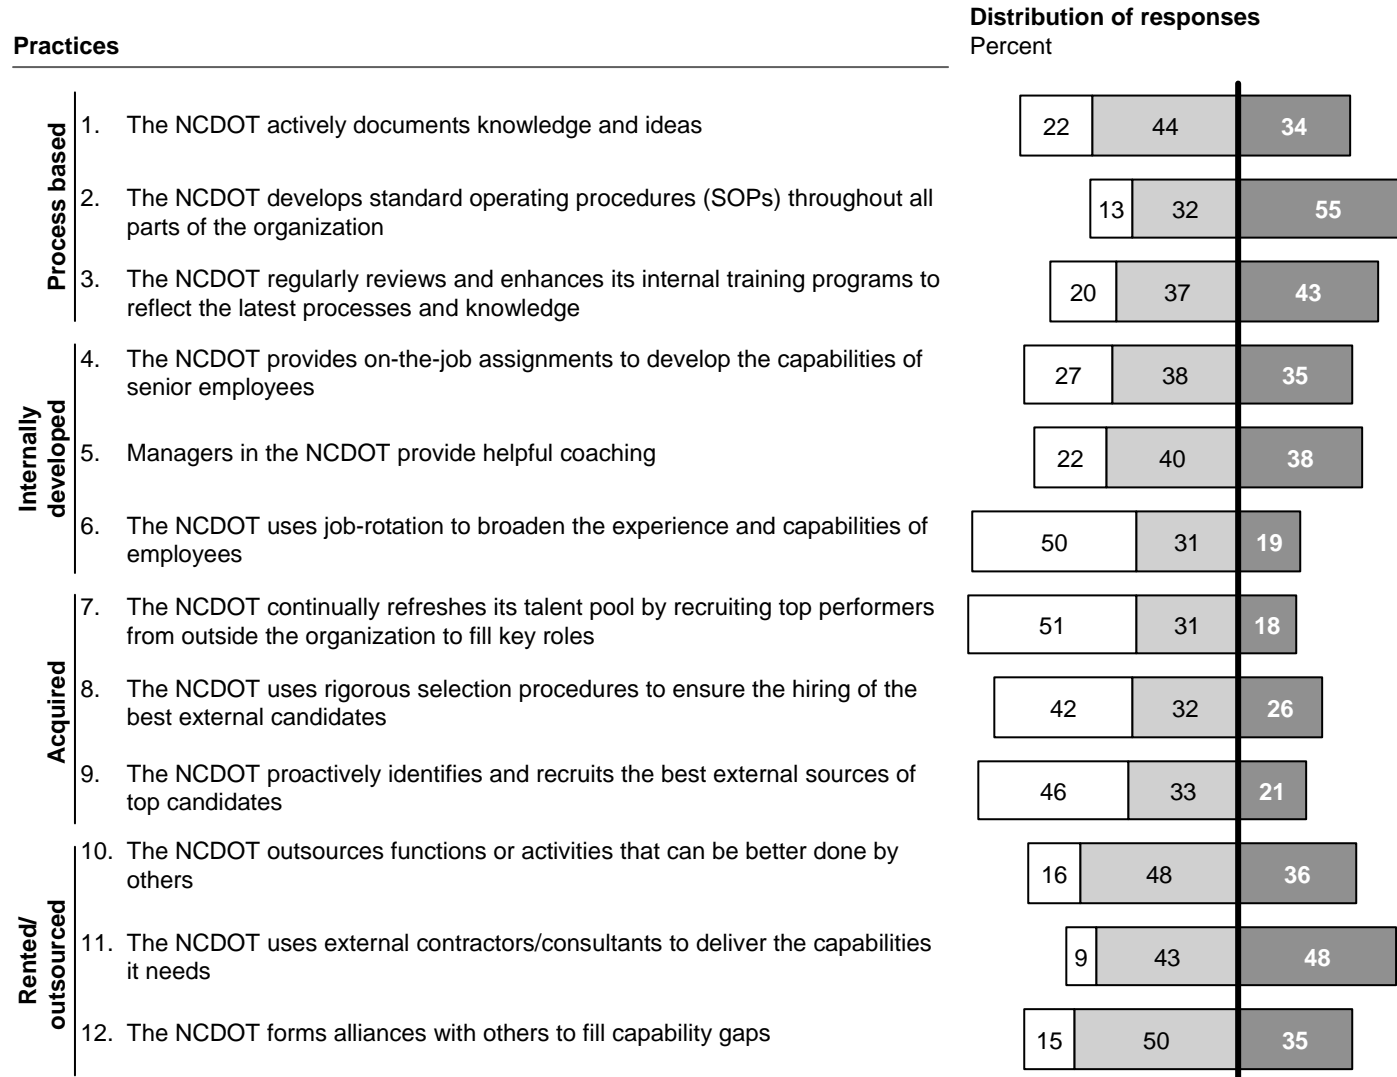 Distribution of responses
Practices
Percent
Process based
1. The NCDOT actively documents knowledge and ideas
22 44 34
2. The NCDOT develops standard operating procedures (SOPs) throughout all
parts of the organization
13 32 55
3. The NCDOT regularly reviews and enhances its internal training programs to
reflect the latest processes and knowledge
20 37 43
Internally
developed
4. The NCDOT provides on-the-job assignments to develop the capabilities of
senior employees
27 38 35
5. Managers in the NCDOT provide helpful coaching
22 40 38
6. The NCDOT uses job-rotation to broaden the experience and capabilities of
employees
50 31 19
Acquired
7. The NCDOT continually refreshes its talent pool by recruiting top performers
from outside the organization to fill key roles
51 31 18
8. The NCDOT uses rigorous selection procedures to ensure the hiring of the
best external candidates
42 32 26
9. The NCDOT proactively identifies and recruits the best external sources of
top candidates
46 33 21
Rented/
outsourced
10. The NCDOT outsources functions or activities that can be better done by
others
16 48 36
11. The NCDOT uses external contractors/consultants to deliver the capabilities
it needs
9 43 48
12. The NCDOT forms alliances with others to fill capability gaps
15 50 35